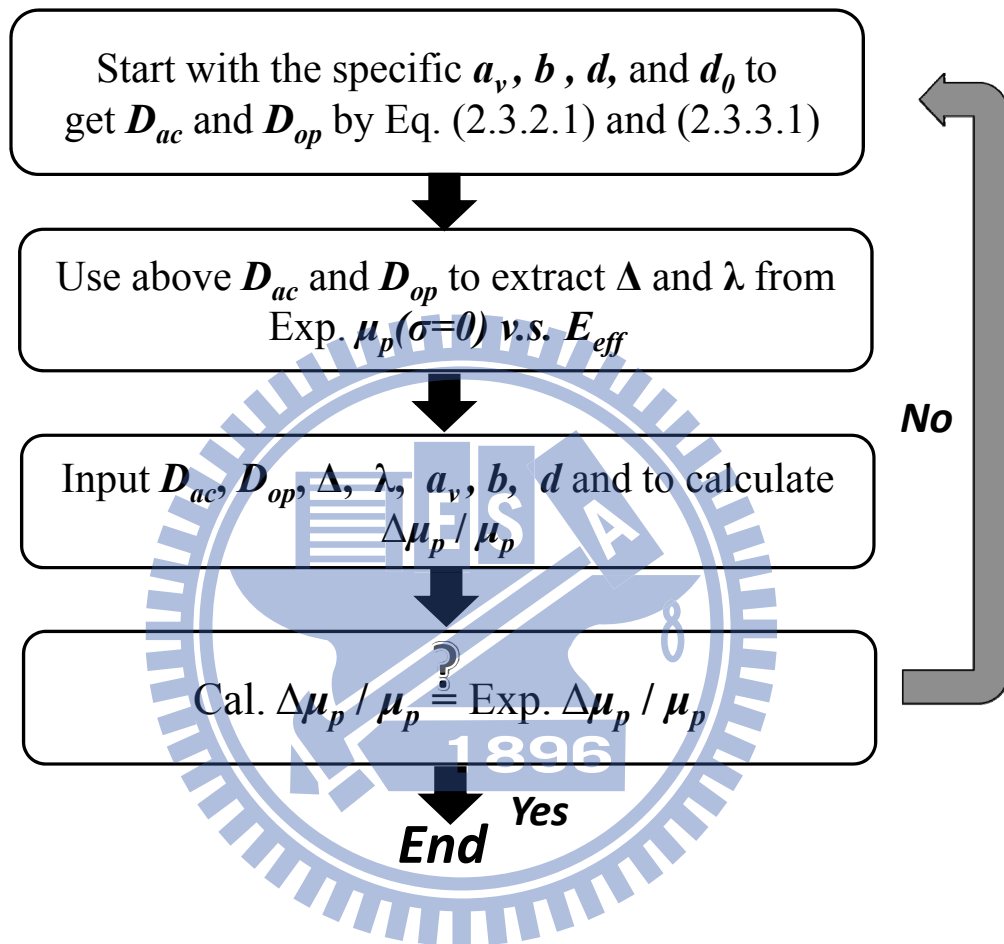 Start with the specific a_v, b , d, and d_0 to
get D_ac and D_op by Eq. (2.3.2.1) and (2.3.3.1)
Use above D_ac and D_op to extract Δ and λ from
Exp. μ_p(σ=0) v.s. E_eff
No
Input D_ac, D_op, Δ, λ, a_v, b, d and to calculate
Δμ_p / μ_p
ESA
8
?
Cal. Δμ_p / μ_p = Exp. Δμ_p / μ_p
1896
Yes
End